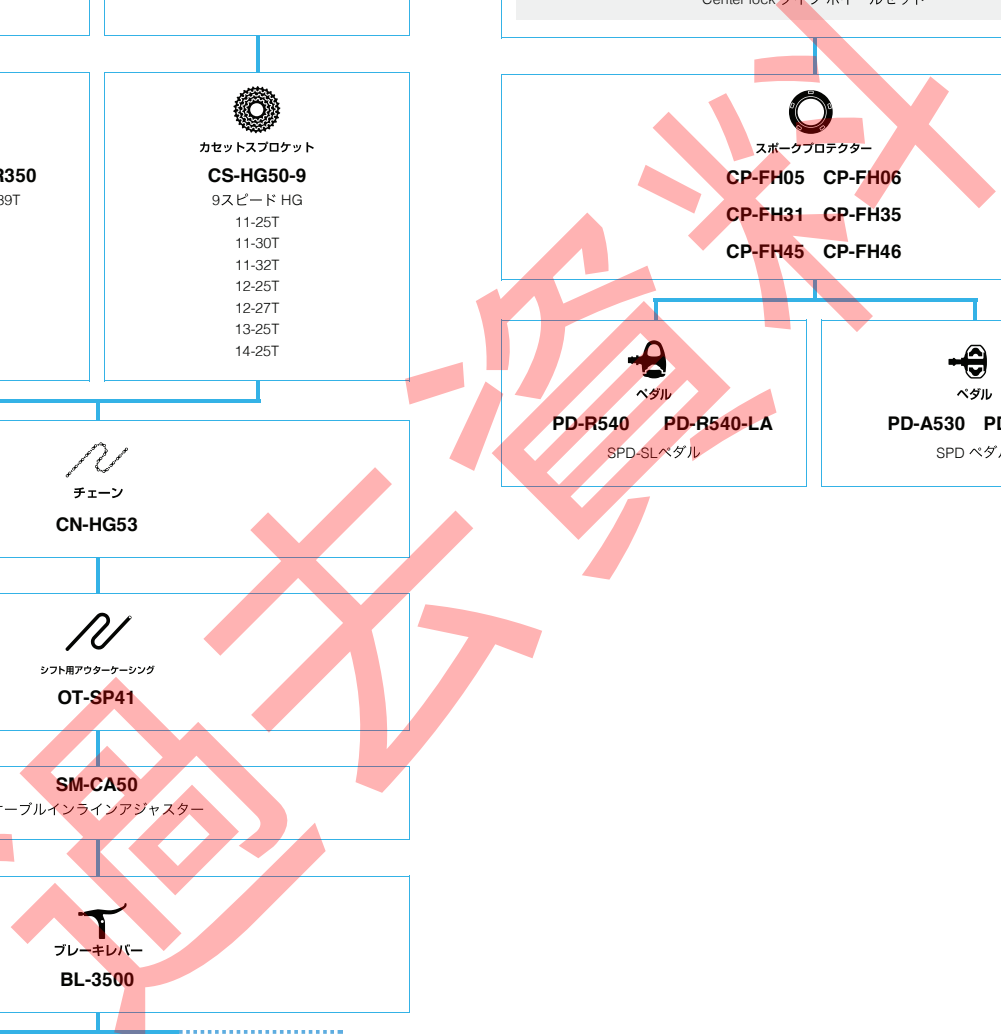 カセットスプロケット
CS-HG50-9
9スピード HG
11-25T
11-30T
11-32T
12-25T
12-27T
13-25T
14-25T
チェーン
CN-HG53
シフト用アウターケーシング
OT-SP41
SM-CA50
ーブルインラインアジャスター
ブレーキレバー
BL-3500
スポークプロテクター
CP-FH05 CP-FH06
CP-FH31 CP-FH35
CP-FH45 CP-FH46
ペダル
PD-R540 PD-R540-LA
SPD-SLペダル
ペダル
PD-A530
SPD ペダ
過去資料